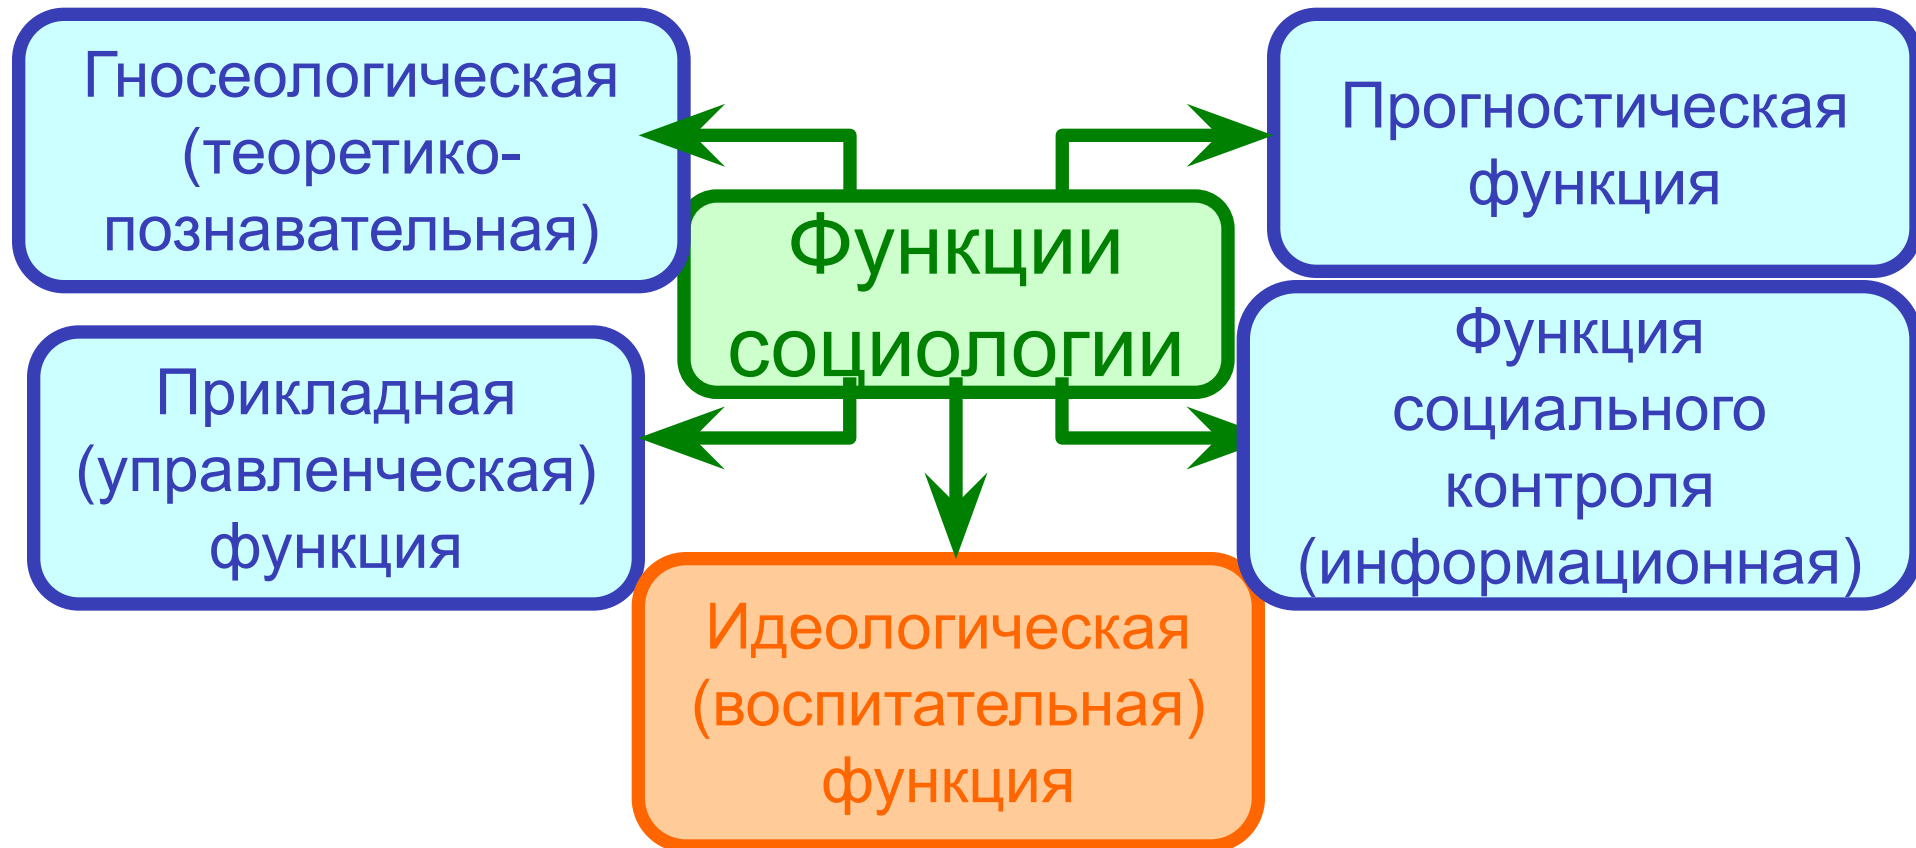 Гносеологическая
(теоретико-
познавательная)
Прогностическая
функция
Функции
социологии
Прикладная
(управленческая)
функция
Функция
социального
контроля
(информационная)
Идеологическая
(воспитательная)
функция